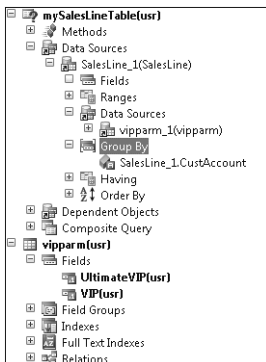 mySalesLineTable(usr)
Methods
Data Sources
SalesLine_1(SalesLine)
Fields
Ranges
Data Sources
vipparm_1(vipparm)
Group By
SalesLine_1.CustAccount
Having
Order By
Dependent Objects
Composite Query
vipparm(usr)
Fields
UltimateVIP(usr)
VIP(usr)
Field Groups
Indexes
Full Text Indexes
Relations